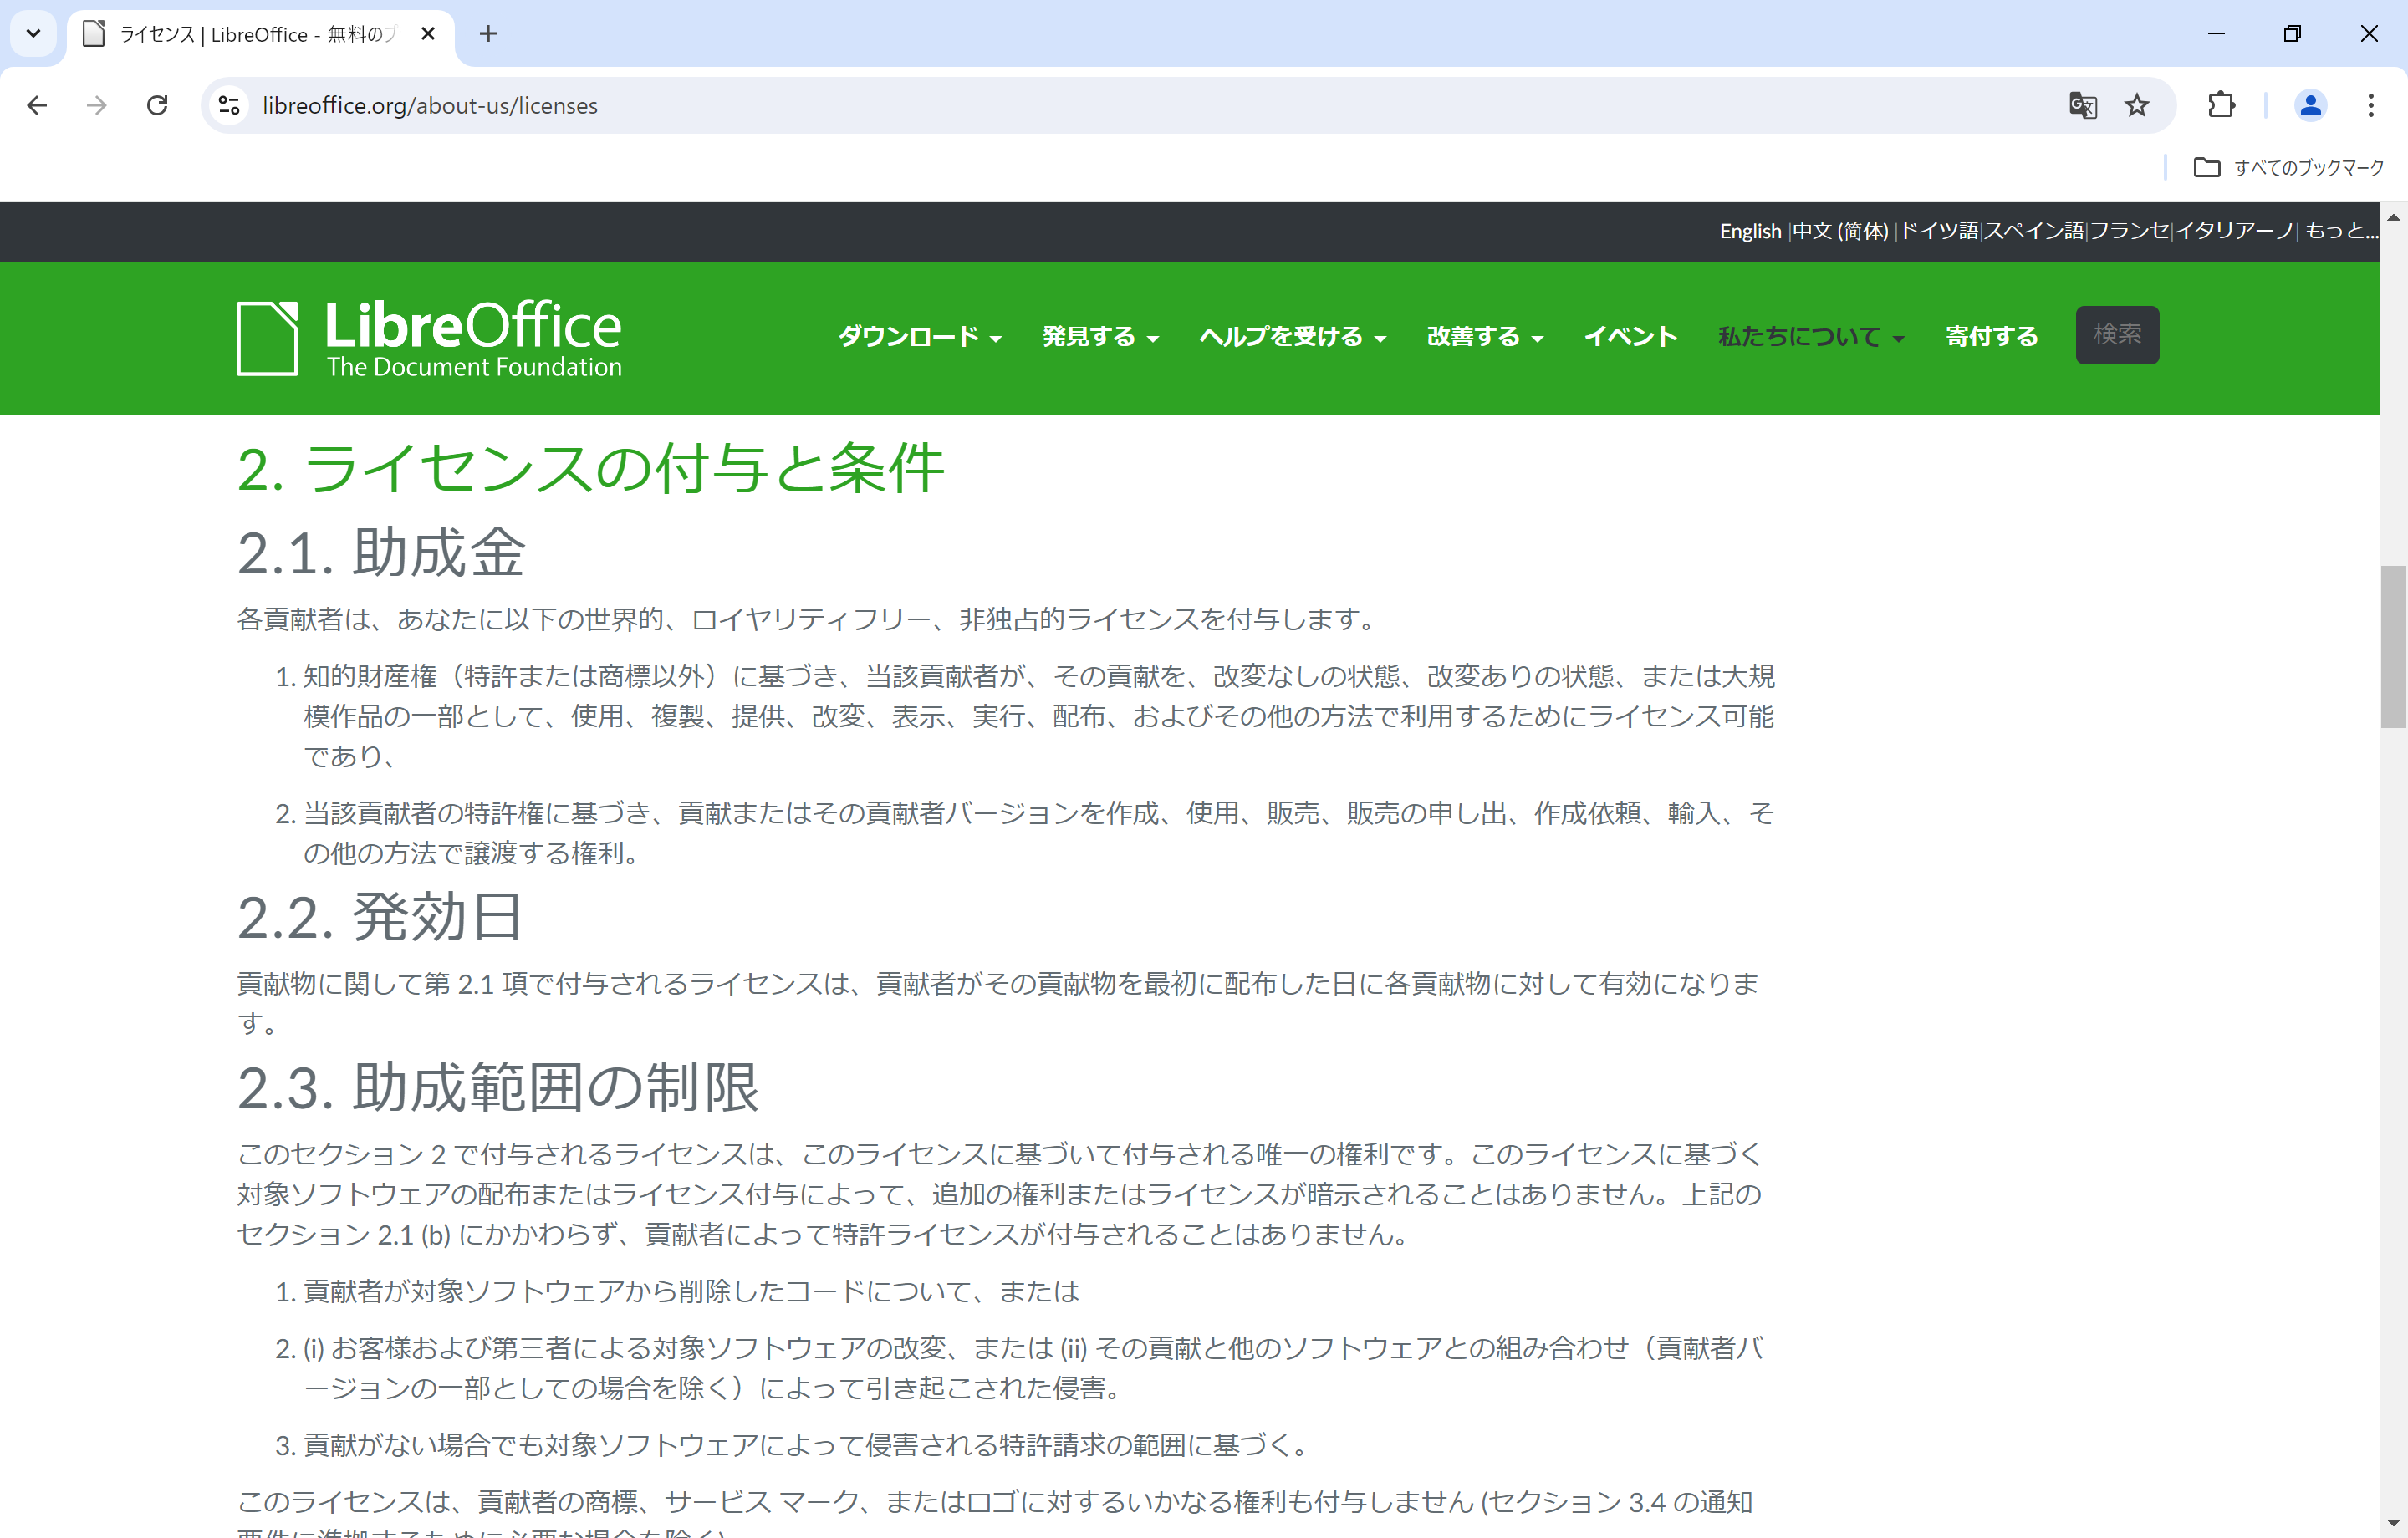 ライセンス | LibreOffice - 無料のプ
libreoffice.org/about-us/licenses
すべてのブックマーク
English |中文 (简体) |ドイツ語|スペイン語|フランセ|イタリアーノ| もっと...
LibreOffice
The Document Foundation
ダウンロード 発見する ヘルプを受ける 改善する イベント 私たちについて 寄付する 検索
2. ライセンスの付与と条件
2.1. 助成金
各貢献者は、あなたに以下の世界的、ロイヤリティフリー、非独占的ライセンスを付与します。
1. 知的財産権（特許または商標以外）に基づき、当該貢献者が、その貢献を、改変なしの状態、改変ありの状態、または大規
模作品の一部として、使用、複製、提供、改変、表示、実行、配布、およびその他の方法で利用するためにライセンス可能
であり、
2. 当該貢献者の特許権に基づき、貢献またはその貢献者バージョンを作成、使用、販売、販売の申し出、作成依頼、輸入、そ
の他の方法で譲渡する権利。
2.2. 発効日
貢献物に関して第 2.1 項で付与されるライセンスは、貢献者がその貢献物を最初に配布した日に各貢献物に対して有効になりま
す。
2.3. 助成範囲の制限
このセクション 2 で付与されるライセンスは、このライセンスに基づいて付与される唯一の権利です。このライセンスに基づく
対象ソフトウェアの配布またはライセンス付与によって、追加の権利またはライセンスが暗示されることはありません。上記の
セクション 2.1 (b) にかかわらず、貢献者によって特許ライセンスが付与されることはありません。
1. 貢献者が対象ソフトウェアから削除したコードについて、または
2. (i) お客様および第三者による対象ソフトウェアの改変、または (ii) その貢献と他のソフトウェアとの組み合わせ（貢献者バ
ージョンの一部としての場合を除く）によって引き起こされた侵害。
3. 貢献がない場合でも対象ソフトウェアによって侵害される特許請求の範囲に基づく。
このライセンスは、貢献者の商標、サービス マーク、またはロゴに対するいかなる権利も付与しません (セクション 3.4 の通知
要件に準拠するために必要な場合を除く)